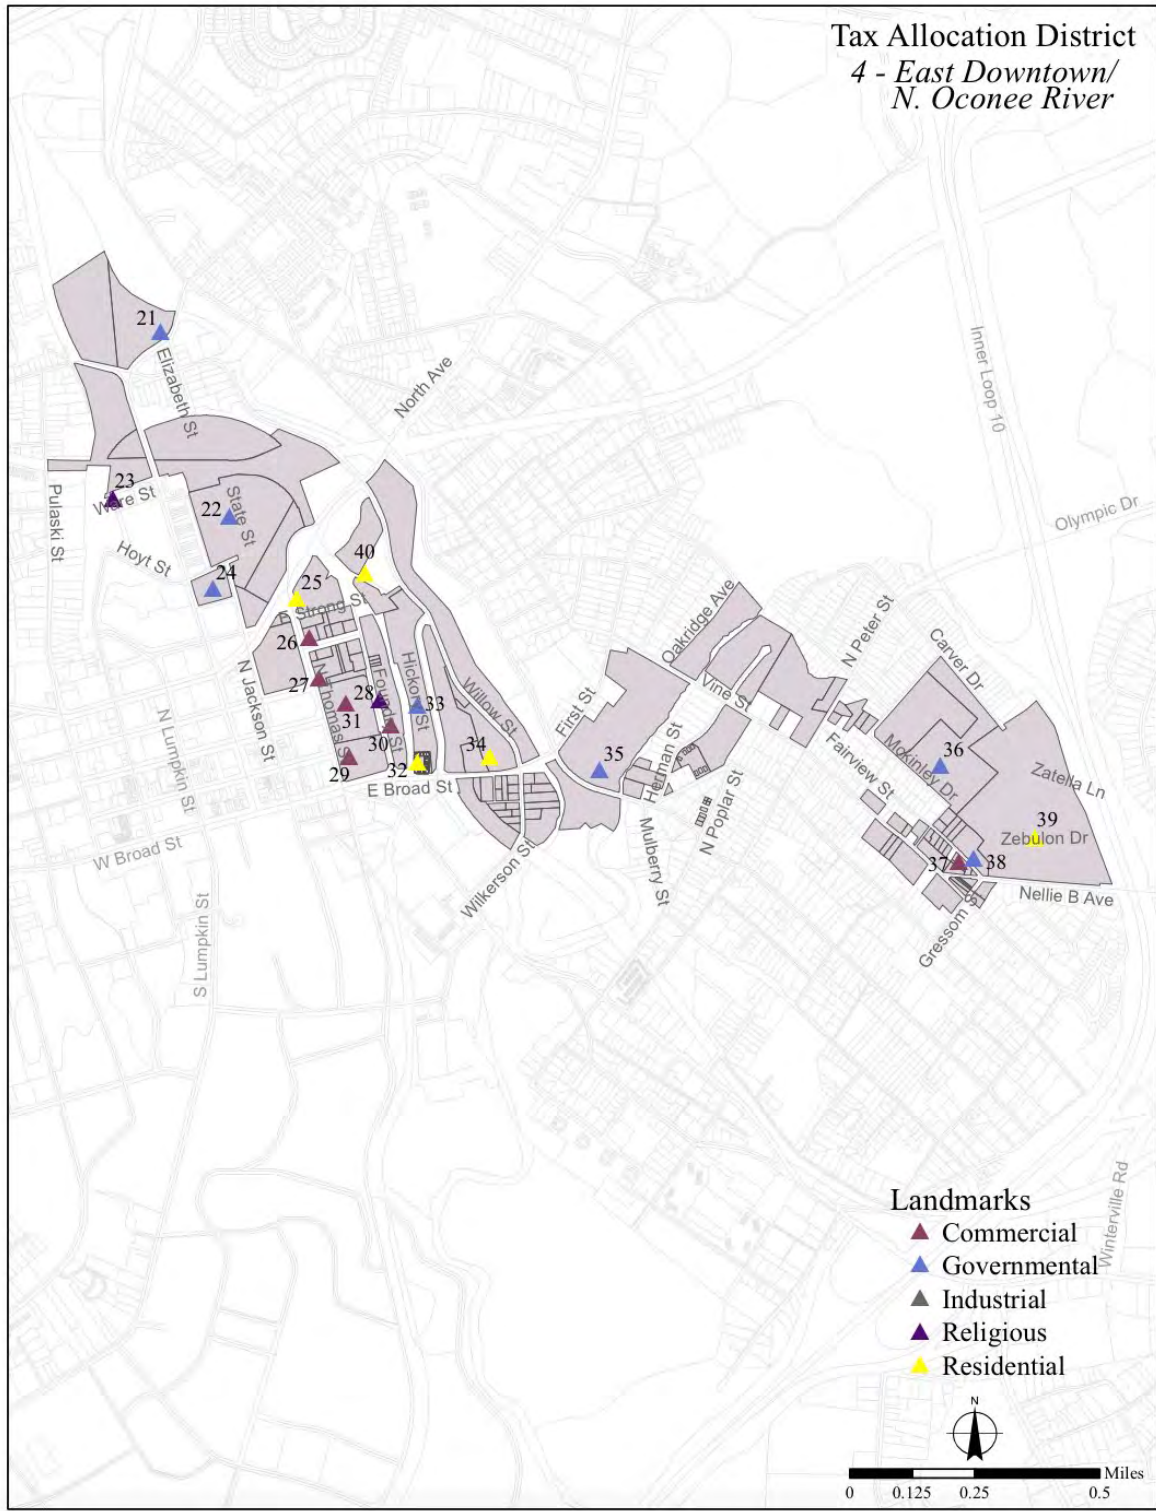 Tax Allocation District
4 - East Downtown/
N. Oconee River
21
Elizabeth St
North Ave
Inner Loop 10
23
Ware St
Pulaski St
22
State St
Olympic Dr
Hoyt St
24
40
25
E Strong St
26
Oakridge Ave
N Peter St
Carver Dr
N Jackson St
27
N Thomas St
28
Hickory St
33
Willow St
31
30
First St
Vine St
N Lumpkin St
29
32
34
35
Herman St
Fairview St
Mckinley Dr
36
Zatella Ln
E Broad St
39
Zebulon Dr
W Broad St
Wilkerson St
Mulberry St
N Poplar St
37
38
Nellie B Ave
S Lumpkin St
Gressom St
Winterville Rd
Landmarks
Commercial
Governmental
Industrial
Religious
Residential
N
Miles
0 0.125 0.25 0.5